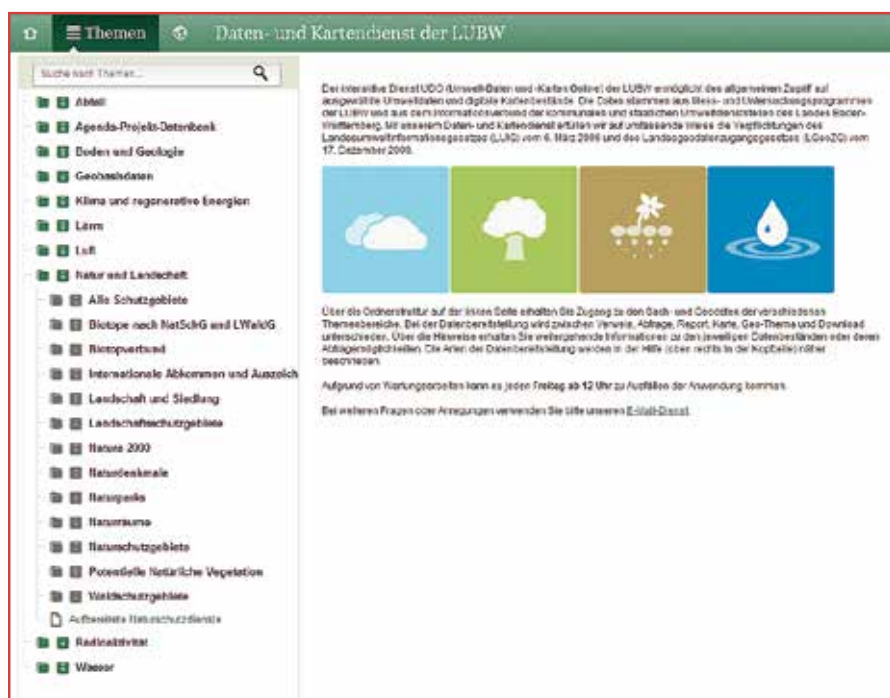 Themen
Daten- und Kartendienst der LUBW
Suche nach Themen...
Abfall
Agenda-Projekt-Datenbank
Boden und Geologie
Geobasisdaten
Klima und regenerative Energien
Lärm
Luft
Natur und Landschaft
Alle Schutzgebiete
Biotope nach NatSchG und LWaldG
Biotopverbund
Internationale Abkommen und Auszeich
Landschaft und Siedlung
Landschaftsschutzgebiete
Natura 2000
Naturdenkmale
Naturparks
Naturräume
Naturschutzgebiete
Potentielle Natürliche Vegetation
Waldschutzgebiete
Aufbereitete Naturschutzdienste
Radioaktivität
Wasser
Der interaktive Dienst UDO (Umwelt-Daten und -Karten Online) der LUBW ermöglicht den allgemeinen Zugriff auf
ausgewählte Umweltdaten und digitale Kartenbestände. Die Daten stammen aus Mess- und Untersuchungsprogrammen
der LUBW und aus dem Informationsverbund der kommunalen und staatlichen Umweltdienststellen des Landes Baden-
Württemberg. Mit unserem Daten- und Kartendienst erfüllen wir auf umfassende Weise die Verpflichtungen des
Landesumweltinformationsgesetzes (LUIG) vom 6. März 2006 und des Landesgeodatenzugangsgesetzes (LGeoZG) vom
17. Dezember 2009.
Über die Ordnerstruktur auf der linken Seite erhalten Sie Zugang zu den Sach- und Geodaten der verschiedenen
Themenbereiche. Bei der Datenbereitstellung wird zwischen Verweis, Abfrage, Report, Karte, Geo-Thema und Download
unterschieden. Über die Hinweise erhalten Sie weitergehende Informationen zu den jeweiligen Datenbeständen oder deren
Abfragemöglichkeiten. Die Arten der Datenbereitstellung werden in der Hilfe (oben rechts in der Kopfzeile) näher
beschrieben.
Aufgrund von Wartungsarbeiten kann es jeden Freitag ab 12 Uhr zu Ausfällen der Anwendung kommen.
Bei weiteren Fragen oder Anregungen verwenden Sie bitte unseren E-Mail-Dienst.